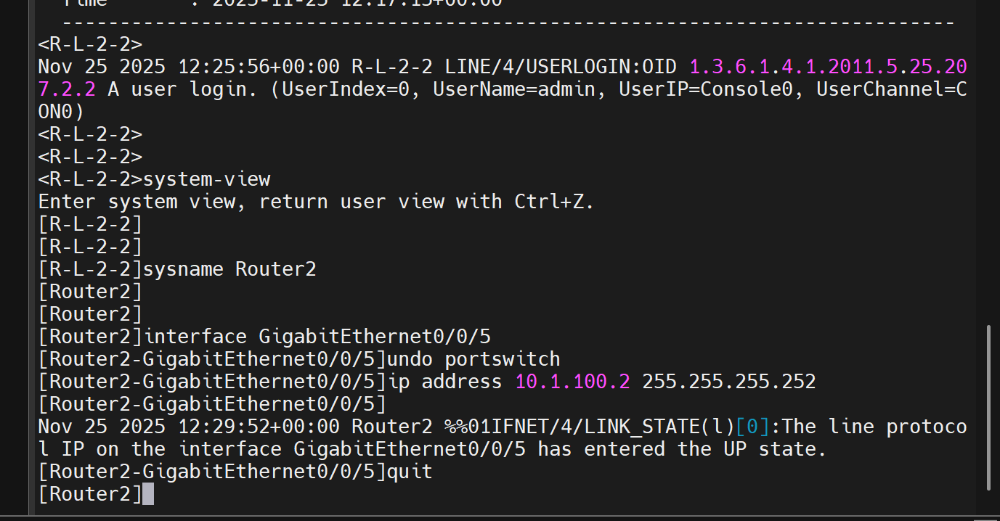 Time       : 2025-11-25 12:17:15+00:00
-----------------------------------------------------------------------------
<R-L-2-2>
Nov 25 2025 12:25:56+00:00 R-L-2-2 LINE/4/USERLOGIN:OID 1.3.6.1.4.1.2011.5.25.20
7.2.2 A user login. (UserIndex=0, UserName=admin, UserIP=Console0, UserChannel=C
ON0)
<R-L-2-2>
<R-L-2-2>
<R-L-2-2>system-view
Enter system view, return user view with Ctrl+Z.
[R-L-2-2]
[R-L-2-2]
[R-L-2-2]sysname Router2
[Router2]
[Router2]
[Router2]interface GigabitEthernet0/0/5
[Router2-GigabitEthernet0/0/5]undo portswitch
[Router2-GigabitEthernet0/0/5]ip address 10.1.100.2 255.255.255.252
[Router2-GigabitEthernet0/0/5]
Nov 25 2025 12:29:52+00:00 Router2 %%01IFNET/4/LINK_STATE(l)[0]:The line protoco
l IP on the interface GigabitEthernet0/0/5 has entered the UP state.
[Router2-GigabitEthernet0/0/5]quit
[Router2]